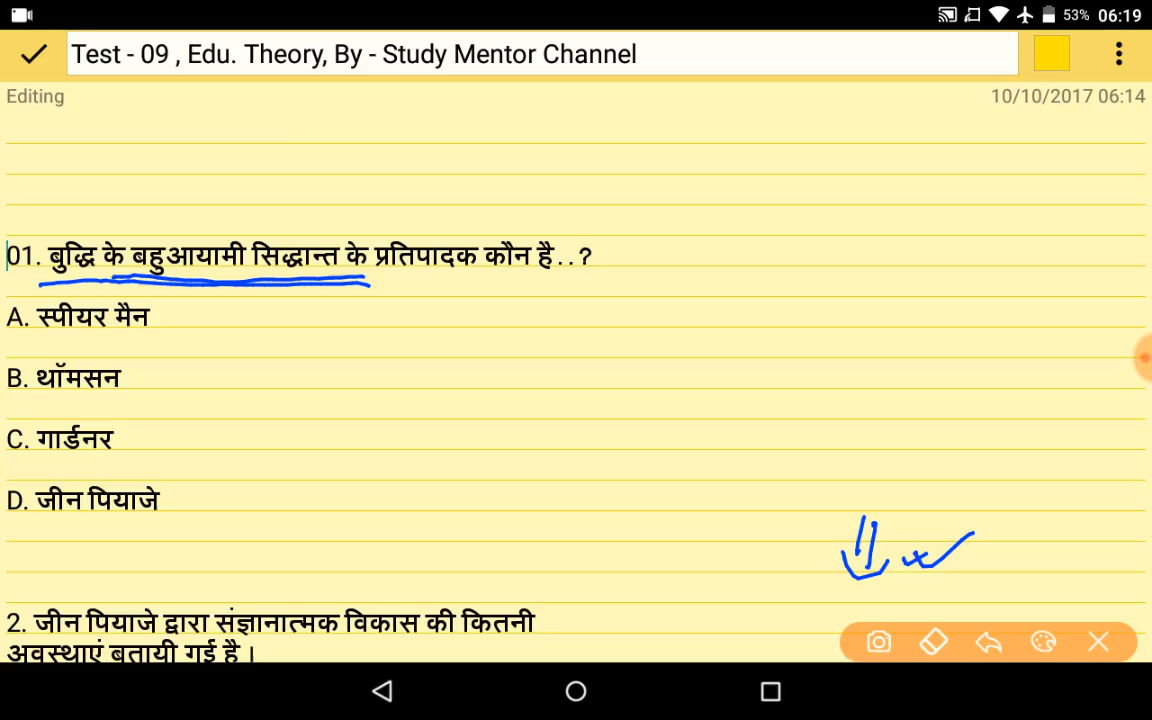 53% 06:19
Test - 09 , Edu. Theory, By - Study Mentor Channel
Editing 10/10/2017 06:14
01. बुद्धि के बहुआयामी सिद्धान्त के प्रतिपादक कौन है..?
A. स्पीयर मैन
B. थॉमसन
C. गार्डनर
D. जीन पियाजे
2. जीन पियाजे द्वारा संज्ञानात्मक विकास की कितनी
अवस्थाएं बतायी गई है।